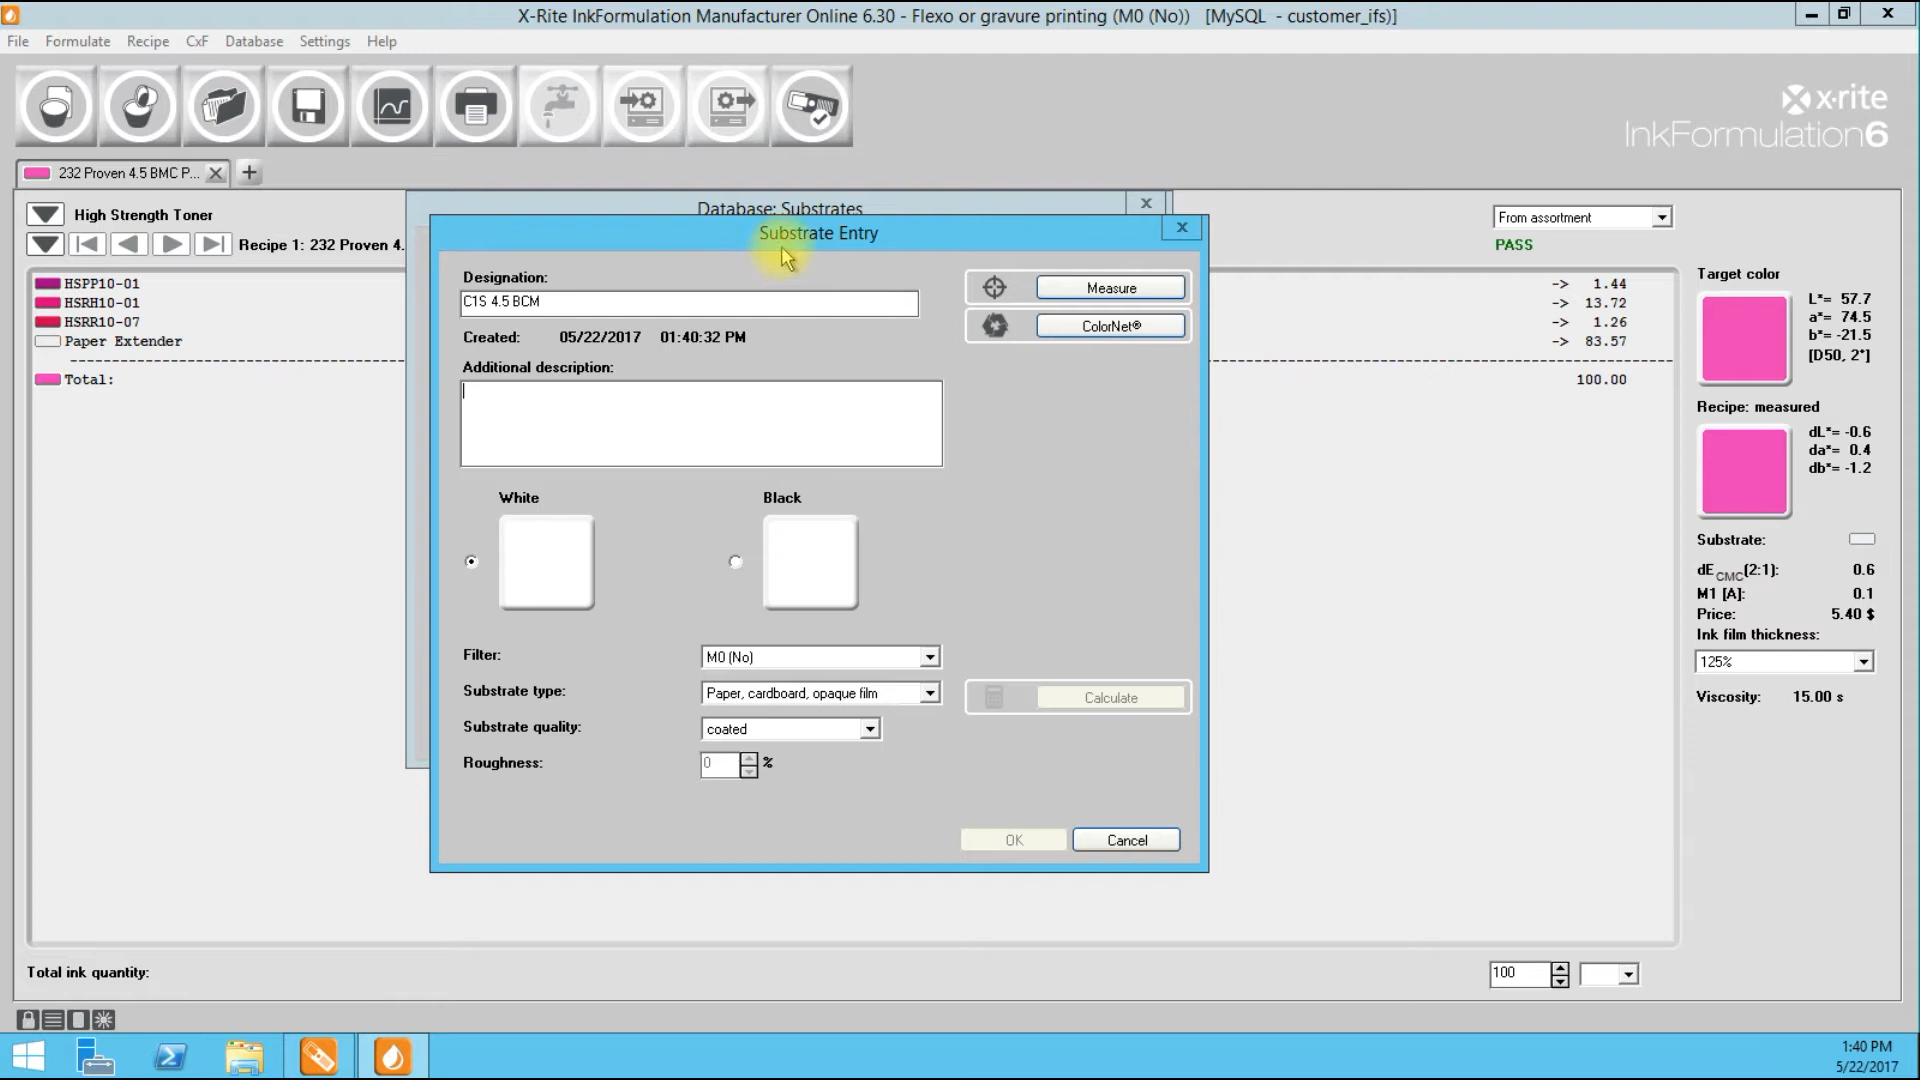 X-Rite InkFormulation Manufacturer Online 6.30 - Flexo or gravure printing (M0 (No))   [MySQL  - customer_ifs)]
File Formulate Recipe CxF Database Settings Help
x·rite
InkFormulation6
232 Proven 4.5 BMC P...
High Strength Toner
Recipe 1: 232 Proven 4.
From assortment
PASS
HSPP10-01 -> 1.44
HSRH10-01 -> 13.72
HSRR10-07 -> 1.26
Paper Extender -> 83.57
Total: 100.00
Database: Substrates
Substrate Entry
Designation:
C1S 4.5 BCM
Measure
ColorNet®
Created: 05/22/2017 01:40:32 PM
Additional description:
White Black
Filter: M0 (No)
Substrate type: Paper, cardboard, opaque film
Calculate
Substrate quality: coated
Roughness: 0 %
OK Cancel
Target color
L*= 57.7
a*= 74.5
b*= -21.5
[D50, 2°]
Recipe: measured
dL*= -0.6
da*= 0.4
db*= -1.2
Substrate:
dE CMC(2:1): 0.6
M1 [A]: 0.1
Price: 5.40 $
Ink film thickness:
125%
Viscosity: 15.00 s
Total ink quantity: 100
1:40 PM
5/22/2017